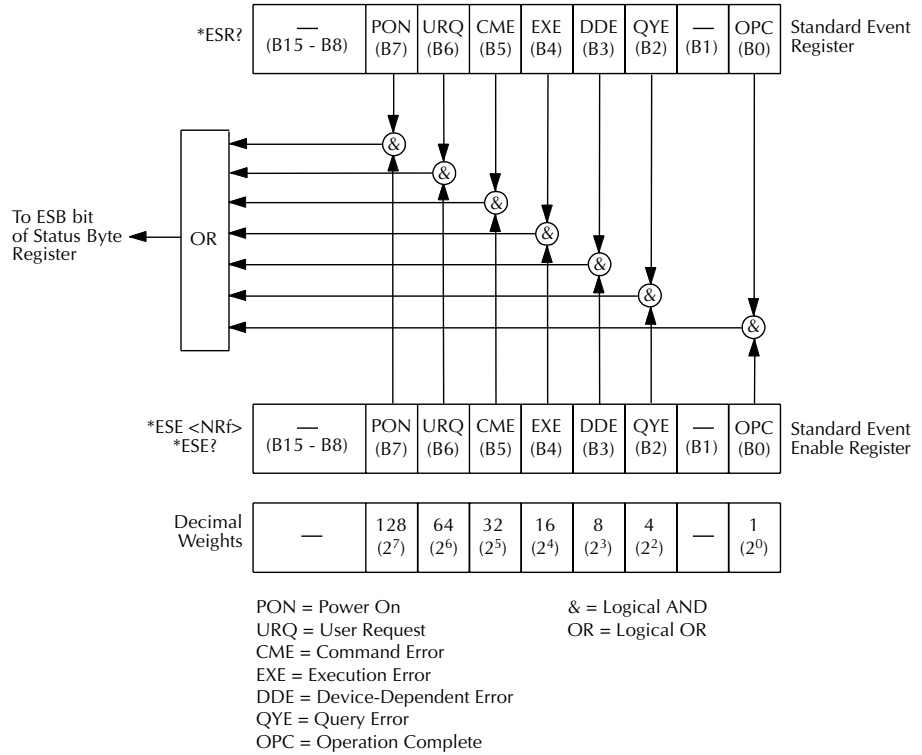 *ESR?
—
(B15 - B8)
PON
(B7)
URQ
(B6)
CME
(B5)
EXE
(B4)
DDE
(B3)
QYE
(B2)
—
(B1)
OPC
(B0)
Standard Event
Register
&
&
&
&
&
&
&
OR
To ESB bit
of Status Byte
Register
*ESE <NRf>
*ESE?
—
(B15 - B8)
PON
(B7)
URQ
(B6)
CME
(B5)
EXE
(B4)
DDE
(B3)
QYE
(B2)
—
(B1)
OPC
(B0)
Standard Event
Enable Register
Decimal
Weights
—
128
(2⁷)
64
(2⁶)
32
(2⁵)
16
(2⁴)
8
(2³)
4
(2²)
—
1
(2⁰)
PON = Power On
URQ = User Request
CME = Command Error
EXE = Execution Error
DDE = Device-Dependent Error
QYE = Query Error
OPC = Operation Complete
& = Logical AND
OR = Logical OR